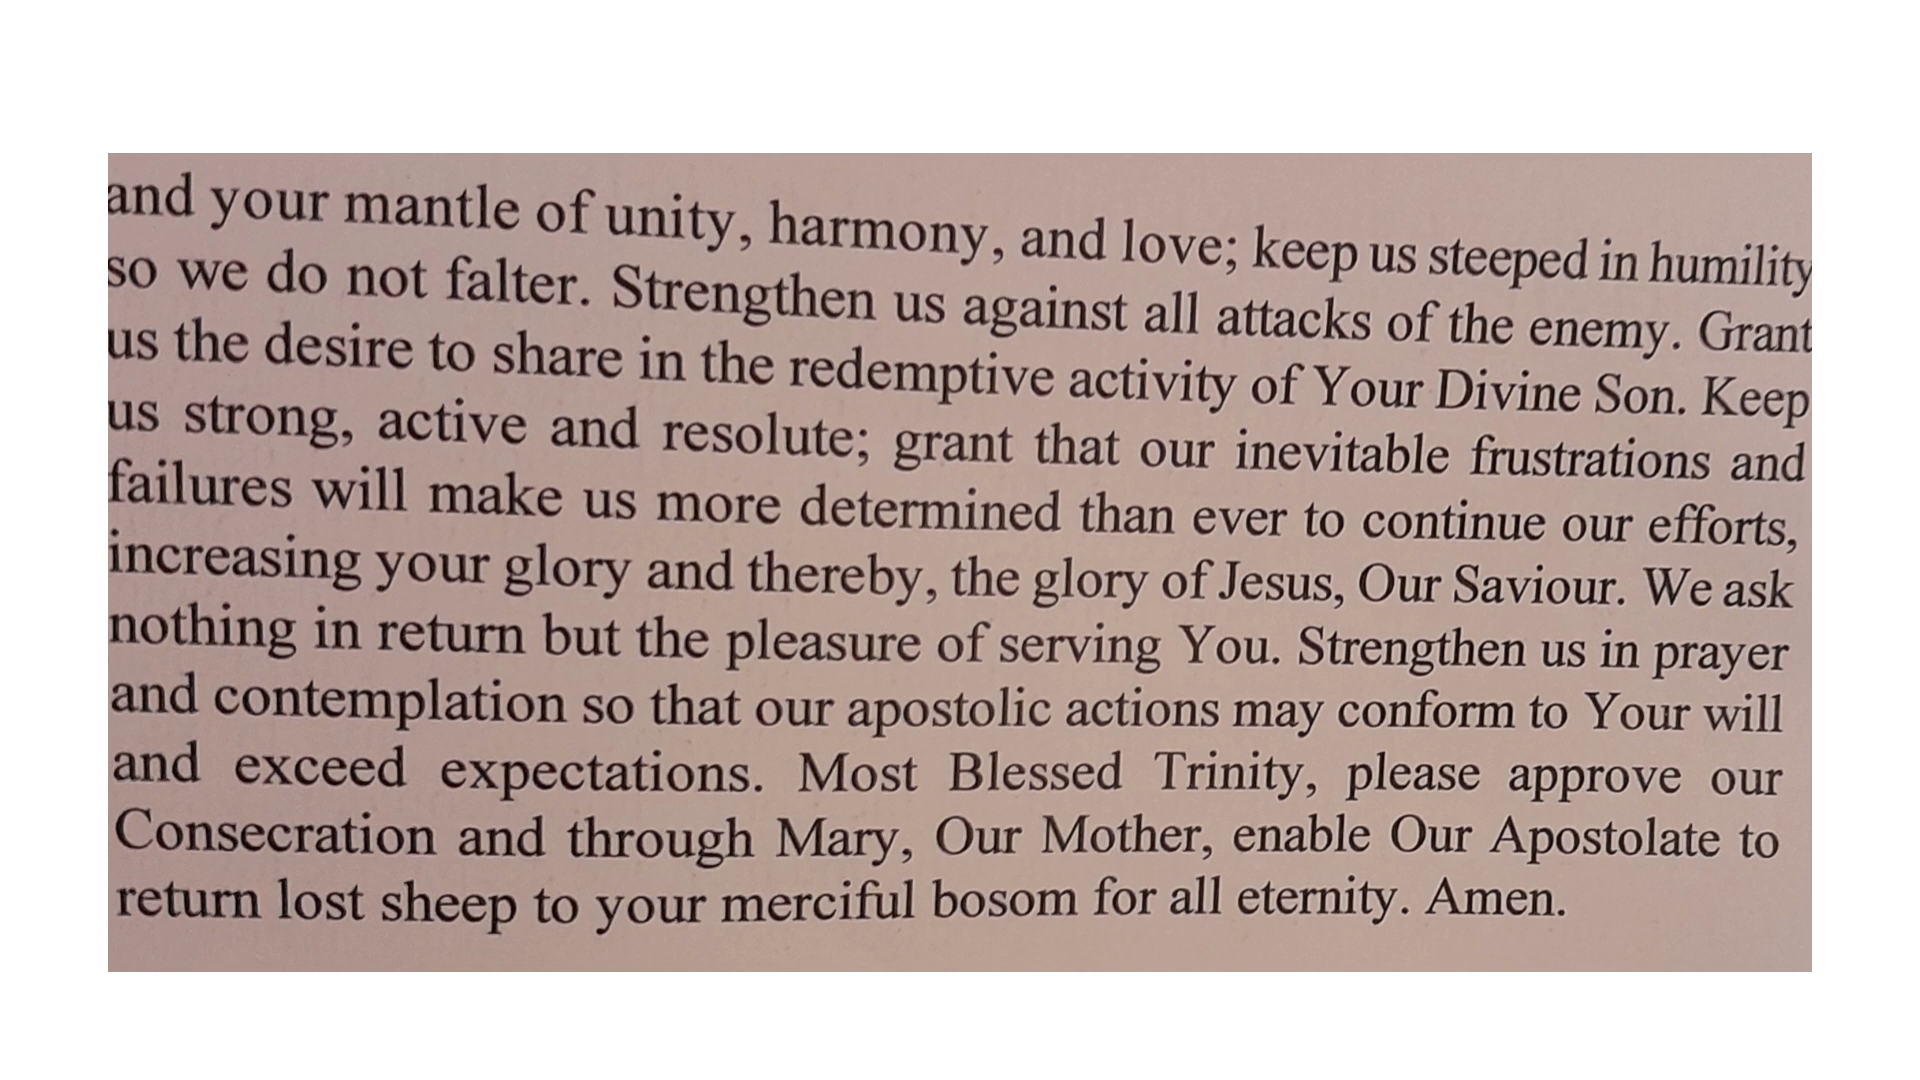 and your mantle of unity, harmony, and love; keep us steeped in humility
so we do not falter. Strengthen us against all attacks of the enemy. Grant
us the desire to share in the redemptive activity of Your Divine Son. Keep
us strong, active and resolute; grant that our inevitable frustrations and
failures will make us more determined than ever to continue our efforts,
increasing your glory and thereby, the glory of Jesus, Our Saviour. We ask
nothing in return but the pleasure of serving You. Strengthen us in prayer
and contemplation so that our apostolic actions may conform to Your will
and exceed expectations. Most Blessed Trinity, please approve our
Consecration and through Mary, Our Mother, enable Our Apostolate to
return lost sheep to your merciful bosom for all eternity. Amen.